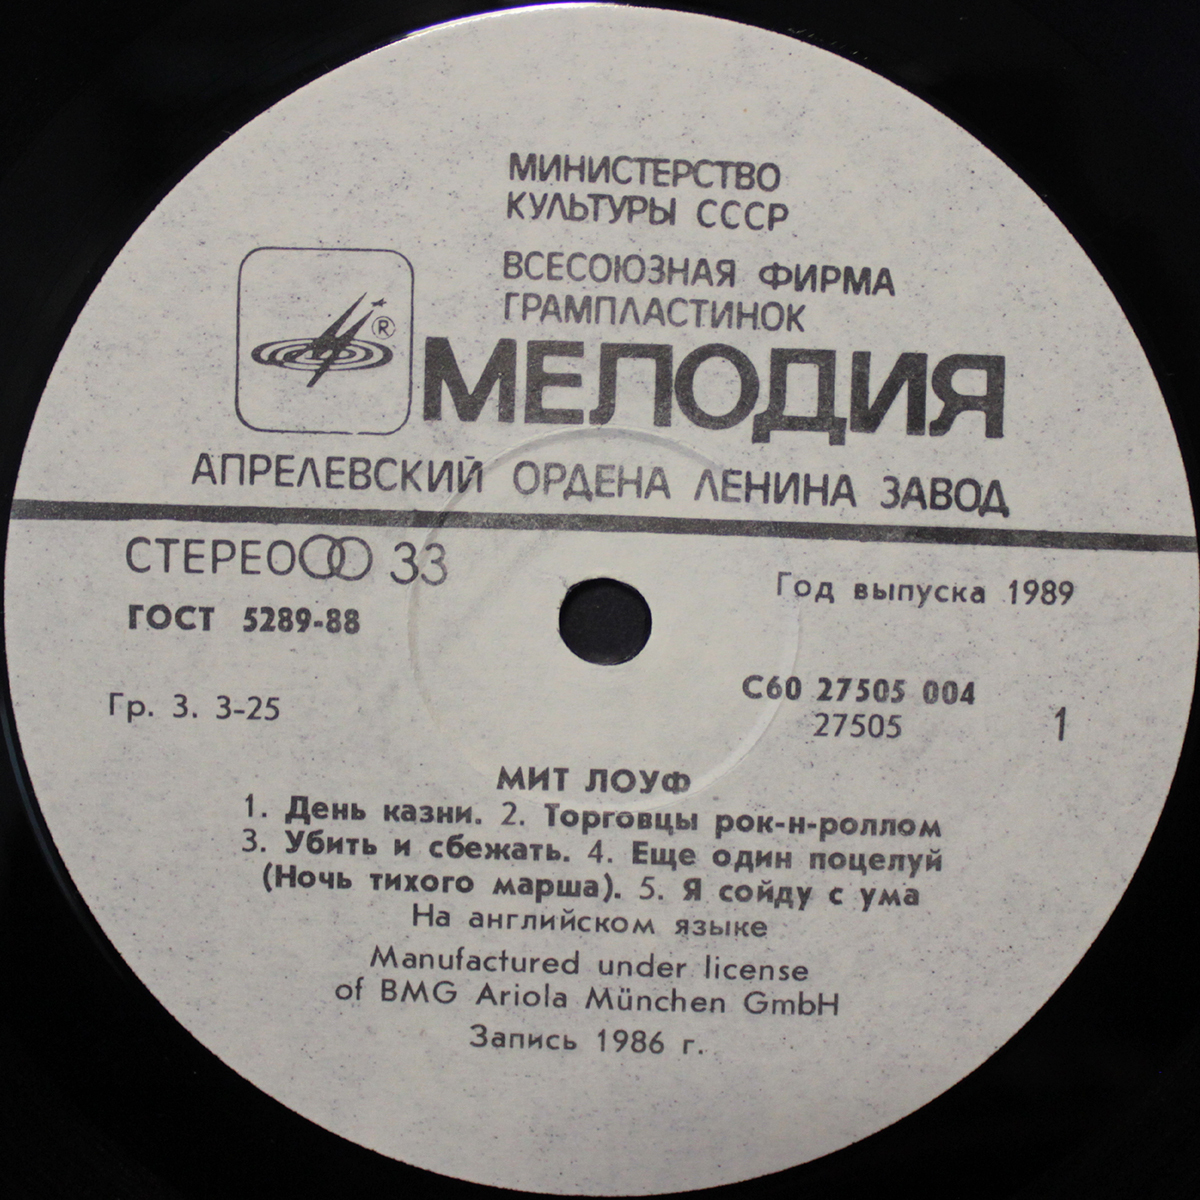 МИНИСТЕРСТВО
КУЛЬТУРЫ СССР
ВСЕСОЮЗНАЯ ФИРМА
ГРАМПЛАСТИНОК
®
МЕЛОДИЯ
АПРЕЛЕВСКИЙ ОРДЕНА ЛЕНИНА ЗАВОД
СТЕРЕО 33
ГОСТ 5289-88
Год выпуска 1989
Гр. 3. 3-25
С60 27505 004
27505
1
МИТ ЛОУФ
1. День казни. 2. Торговцы рок-н-роллом
3. Убить и сбежать. 4. Еще один поцелуй
(Ночь тихого марша). 5. Я сойду с ума
На английском языке
Manufactured under license
of BMG Ariola München GmbH
Запись 1986 г.